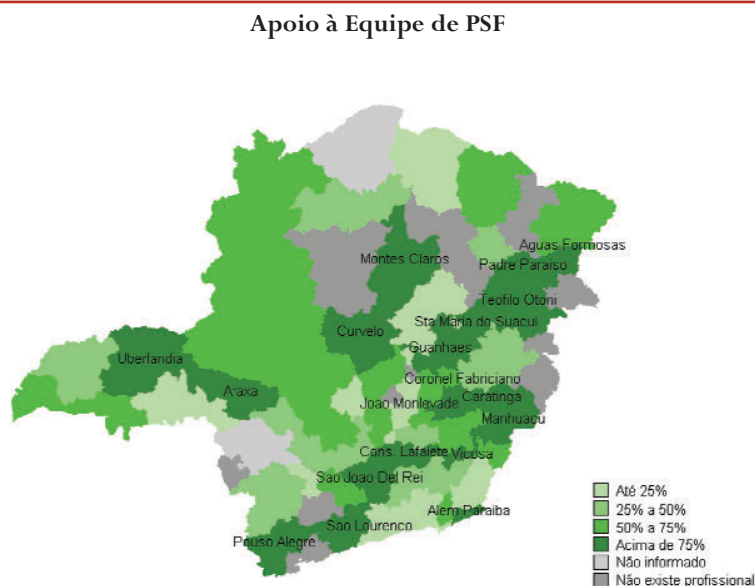 Apoio à Equipe de PSF
Aguas Formosas
Montes Claros
Padre Paraiso
Teofilo Otoni
Sta Maria do Suacui
Curvelo
Guanhaes
Uberlandia
Coronel Fabriciano
Araxa
Caratinga
Joao Monlevade
Manhuacu
Cons. Lafaiete
Vicosa
Sao Joao Del Rei
Alem Paraiba
Sao Lourenco
Pouso Alegre
Até 25%
25% a 50%
50% a 75%
Acima de 75%
Não informado
Não existe profissional